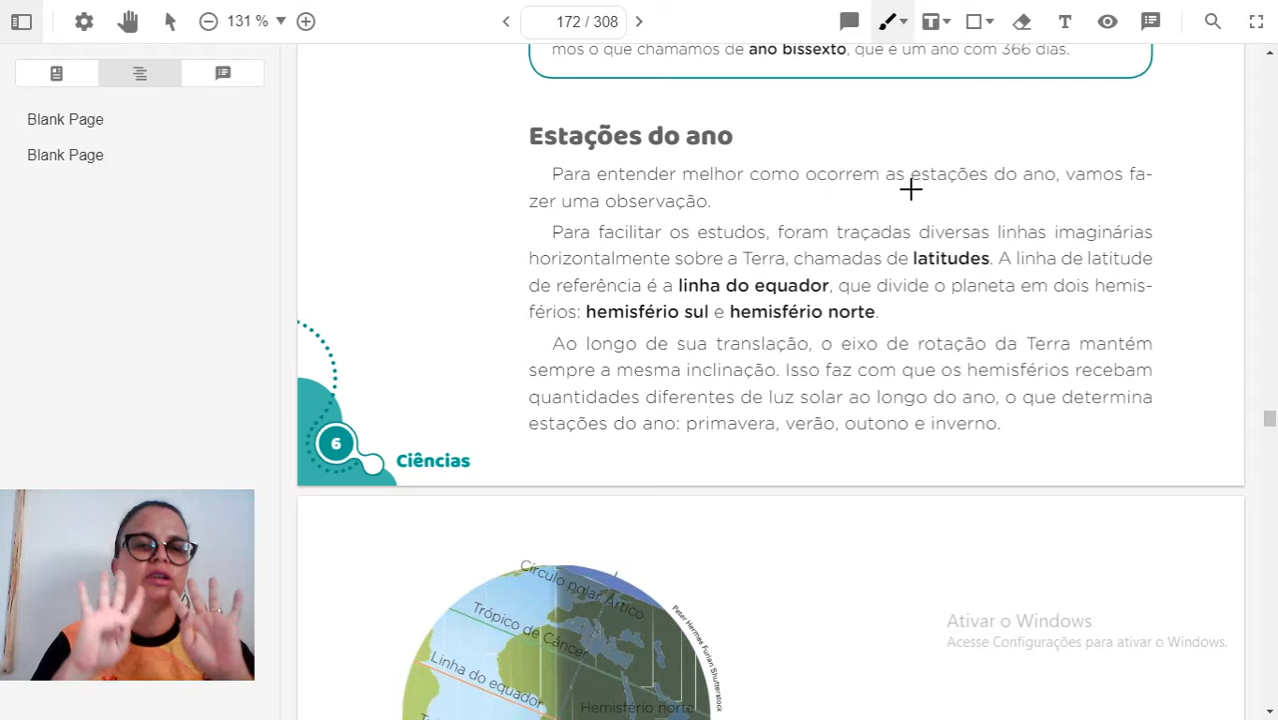 131 %
172 / 308
Blank Page
Blank Page
mos o que chamamos de ano bissexto, que é um ano com 366 dias.
Estações do ano
Para entender melhor como ocorrem as estações do ano, vamos fa-
zer uma observação.
Para facilitar os estudos, foram traçadas diversas linhas imaginárias
horizontalmente sobre a Terra, chamadas de latitudes. A linha de latitude
de referência é a linha do equador, que divide o planeta em dois hemis-
férios: hemisfério sul e hemisfério norte.
Ao longo de sua translação, o eixo de rotação da Terra mantém
sempre a mesma inclinação. Isso faz com que os hemisférios recebam
quantidades diferentes de luz solar ao longo do ano, o que determina
estações do ano: primavera, verão, outono e inverno.
6
Ciências
Círculo polar Ártico
Trópico de Câncer
Linha do equador
Hemisfério norte
Peter Hermes Furian/Shutterstock
Ativar o Windows
Acesse Configurações para ativar o Windows.